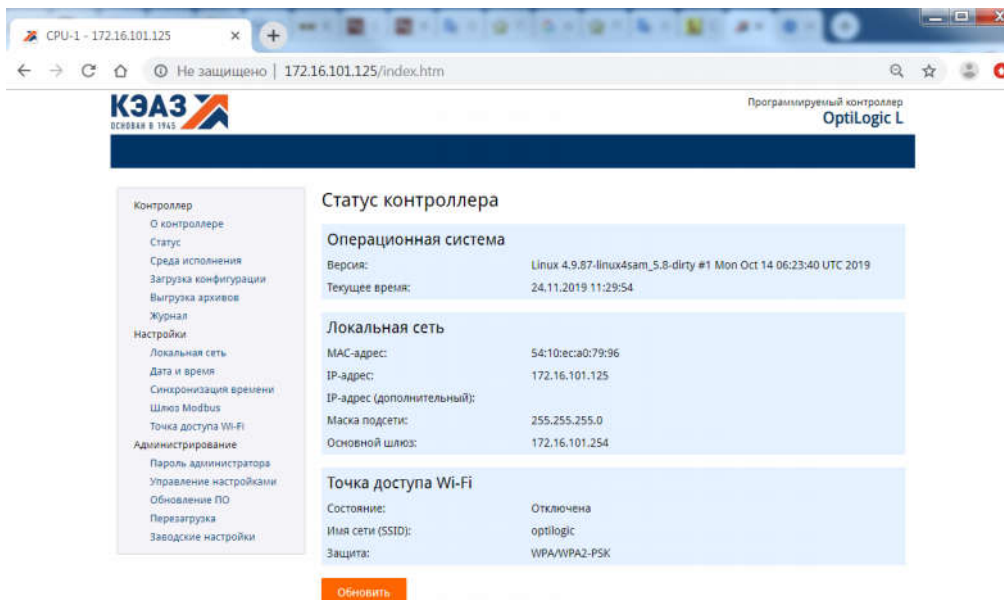 CPU-1 - 172.16.101.125
Не защищено | 172.16.101.125/index.htm
КЭАЗ
ОСНОВАН В 1945
Программируемый контроллер
OptiLogic L
Контроллер
О контроллере
Статус
Среда исполнения
Загрузка конфигурации
Выгрузка архивов
Журнал
Настройки
Локальная сеть
Дата и время
Синхронизация времени
Шлюз Modbus
Точка доступа Wi-Fi
Администрирование
Пароль администратора
Управление настройками
Обновление ПО
Перезагрузка
Заводские настройки
Статус контроллера
Операционная система
Версия: Linux 4.9.87-linux4sam_5.8-dirty #1 Mon Oct 14 06:23:40 UTC 2019
Текущее время: 24.11.2019 11:29:54
Локальная сеть
MAC-адрес: 54:10:ec:a0:79:96
IP-адрес: 172.16.101.125
IP-адрес (дополнительный):
Маска подсети: 255.255.255.0
Основной шлюз: 172.16.101.254
Точка доступа Wi-Fi
Состояние: Отключена
Имя сети (SSID): optilogic
Защита: WPA/WPA2-PSK
Обновить